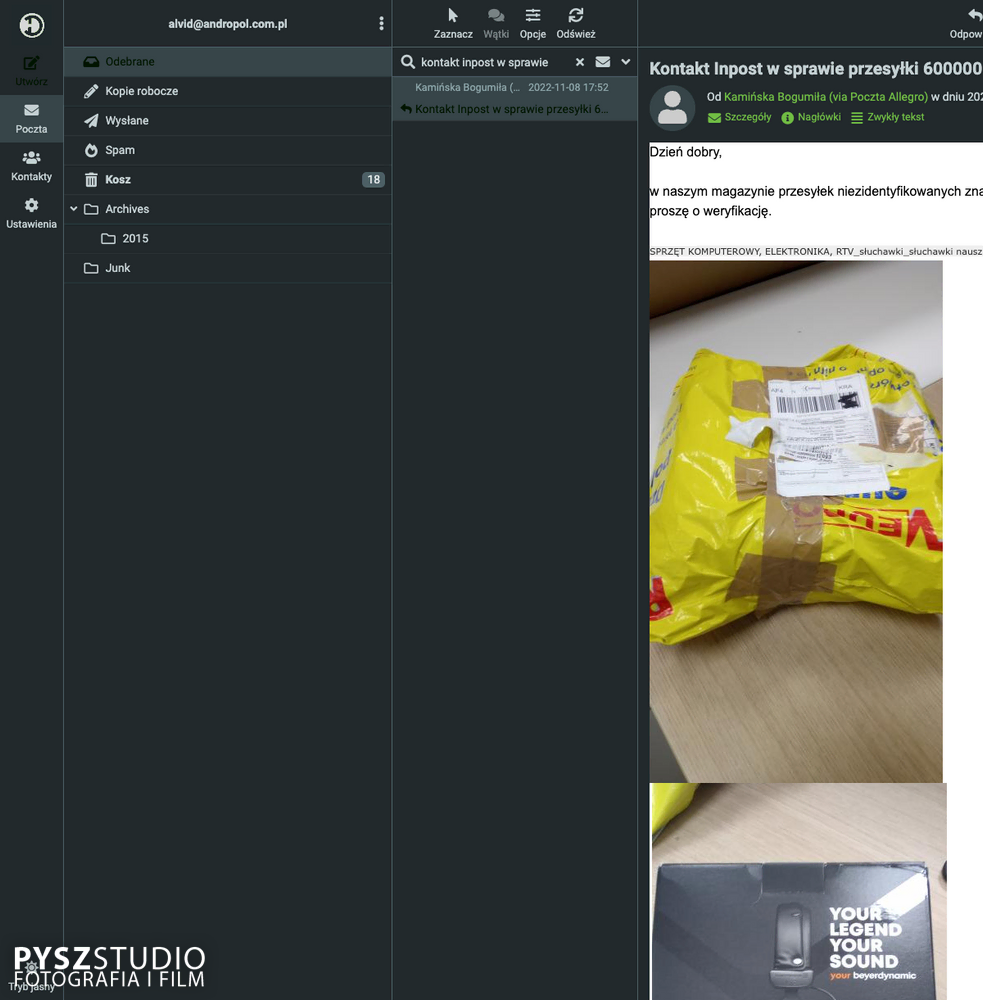 alvid@andropol.com.pl
Zaznacz
Wątki
Opcje
Odśwież
Odpow
Utwórz
Poczta
Kontakty
Ustawienia
Odebrane
Kopie robocze
Wysłane
Spam
Kosz
18
Archives
2015
Junk
kontakt inpost w sprawie
Kamińska Bogumiła (... 2022-11-08 17:52
Kontakt Inpost w sprawie przesyłki 6...
Kontakt Inpost w sprawie przesyłki 600000
Od Kamińska Bogumiła (via Poczta Allegro) w dniu 202
Szczegóły
Nagłówki
Zwykły tekst
Dzień dobry,
w naszym magazynie przesyłek niezidentyfikowanych zna
proszę o weryfikację.
SPRZĘT KOMPUTEROWY, ELEKTRONIKA, RTV_słuchawki_słuchawki nausz
KRA
YOUR
LEGEND
YOUR
SOUND
your beyerdynamic
PYSZSTUDIO
FOTOGRAFIA I FILM
Tryb jasny